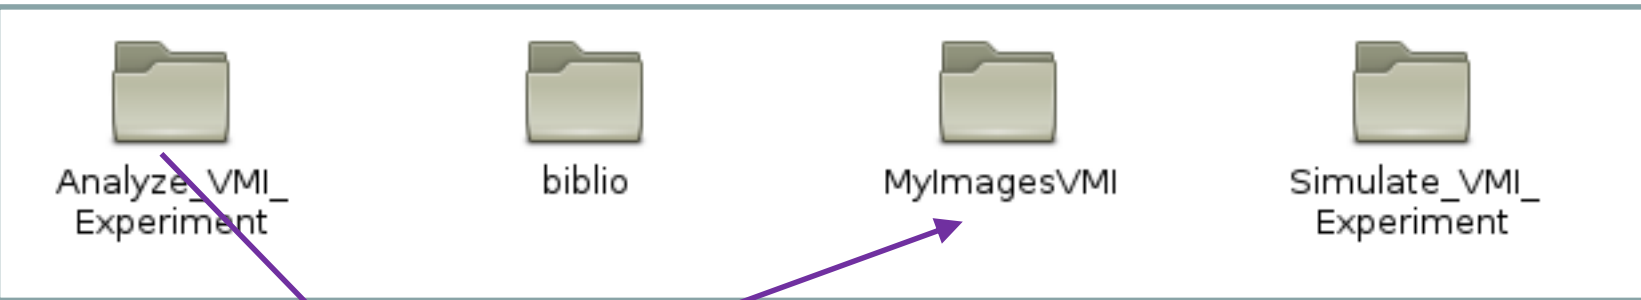 Analyze_VMI_
Experiment
biblio
MyImagesVMI
Simulate_VMI_
Experiment